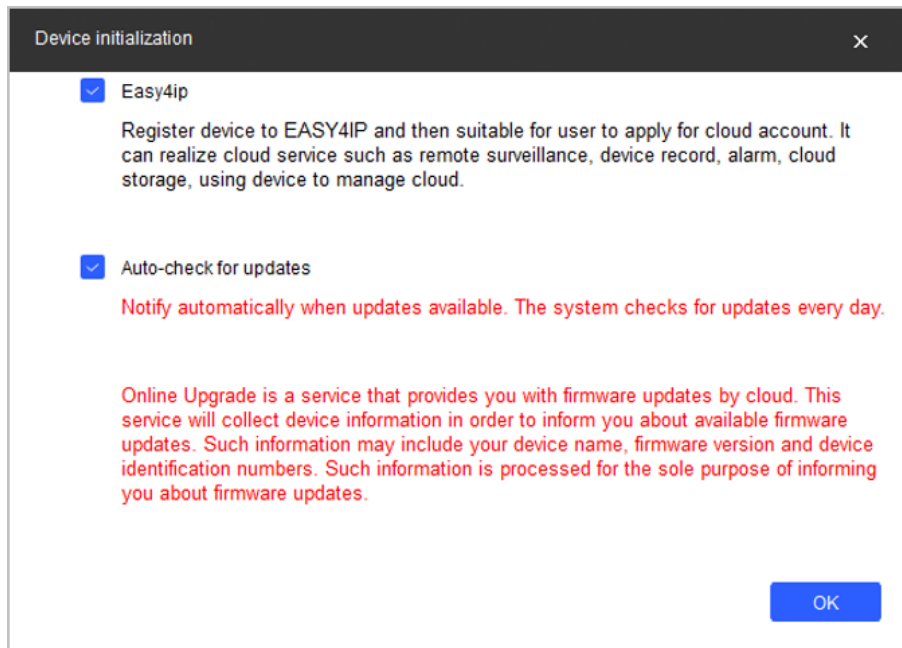 Device initialization
Easy4ip
Register device to EASY4IP and then suitable for user to apply for cloud account. It
can realize cloud service such as remote surveillance, device record, alarm, cloud
storage, using device to manage cloud.
Auto-check for updates
Notify automatically when updates available. The system checks for updates every day.
Online Upgrade is a service that provides you with firmware updates by cloud. This
service will collect device information in order to inform you about available firmware
updates. Such information may include your device name, firmware version and device
identification numbers. Such information is processed for the sole purpose of informing
you about firmware updates.
OK